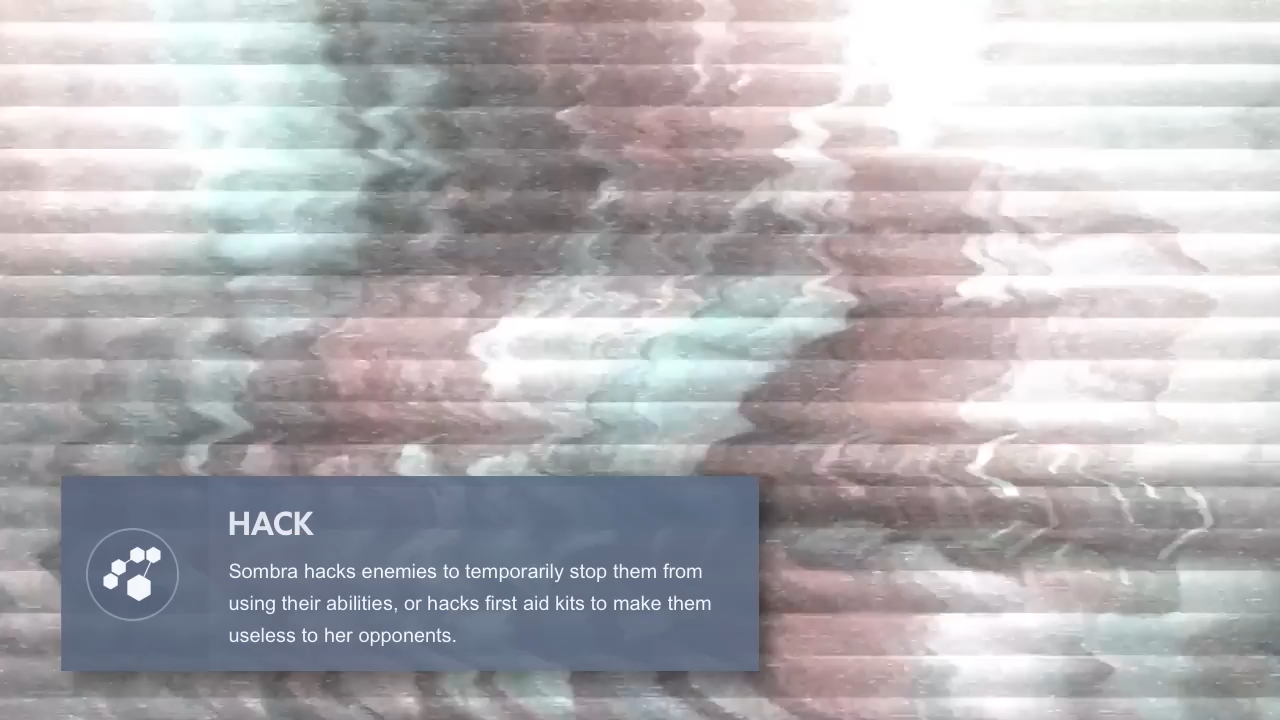 HACK
Sombra hacks enemies to temporarily stop them from
using their abilities, or hacks first aid kits to make them
useless to her opponents.